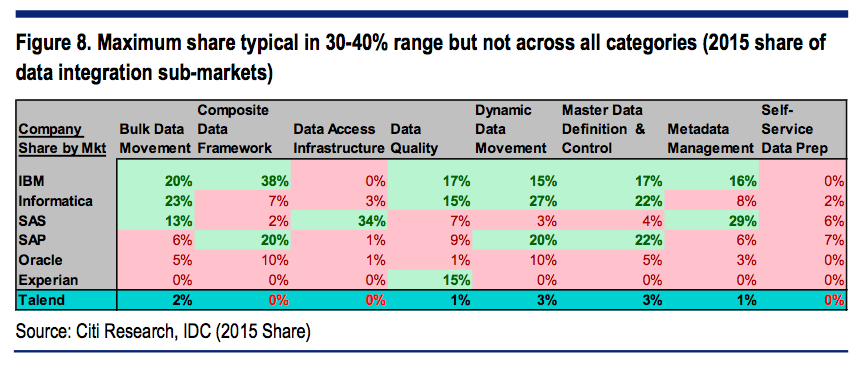 Figure 8. Maximum share typical in 30-40% range but not across all categories (2015 share of
data integration sub-markets)
Company Share by Mkt | Bulk Data Movement | Composite Data Framework | Data Access Infrastructure | Data Quality | Dynamic Data Movement | Master Data Definition & Control | Metadata Management | Self-Service Data Prep
IBM 20% 38% 0% 17% 15% 17% 16% 0%
Informatica 23% 7% 3% 15% 27% 22% 8% 2%
SAS 13% 2% 34% 7% 3% 4% 29% 6%
SAP 6% 20% 1% 9% 20% 22% 6% 7%
Oracle 5% 10% 1% 1% 10% 5% 3% 0%
Experian 0% 0% 0% 15% 0% 0% 0% 0%
Talend 2% 0% 0% 1% 3% 3% 1% 0%
Source: Citi Research, IDC (2015 Share)